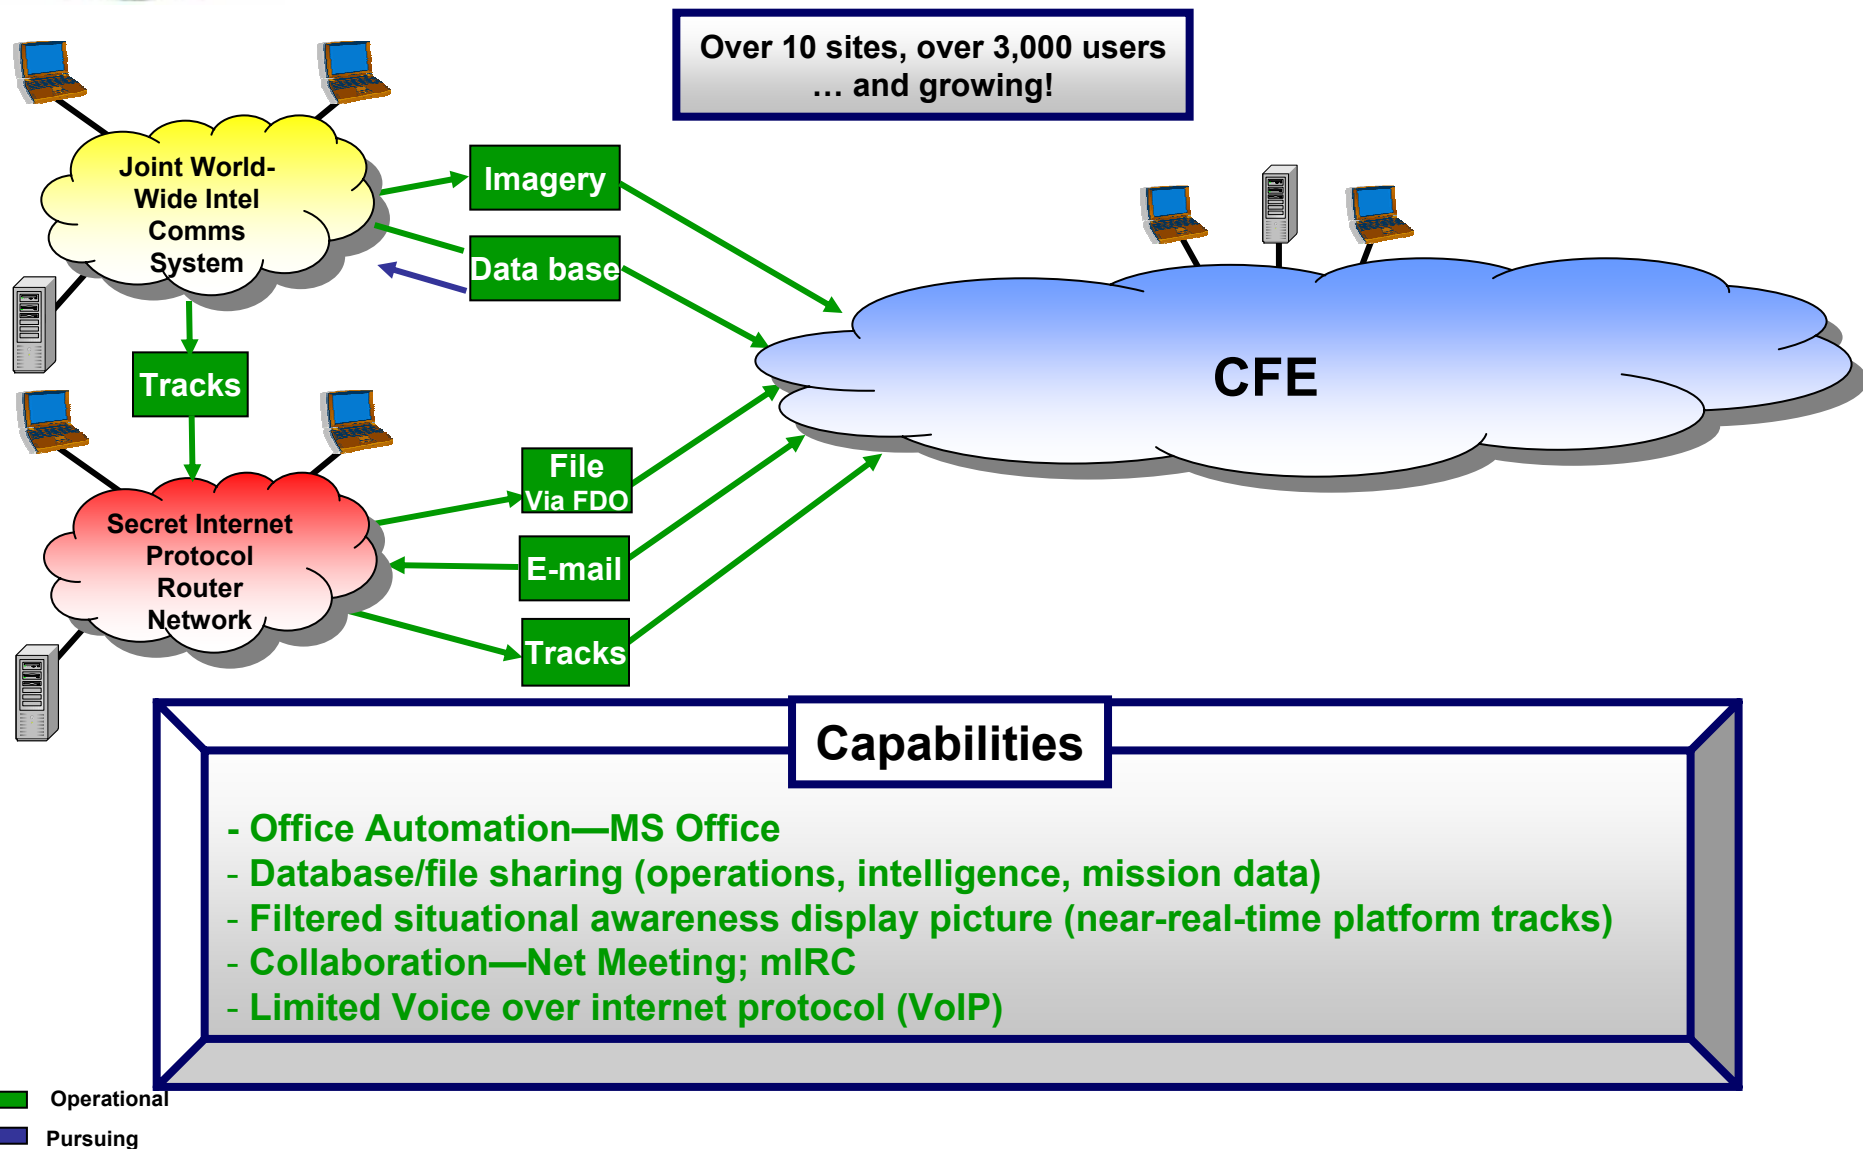 Over 10 sites, over 3,000 users
… and growing!
Joint World-
Wide Intel
Comms
System
Imagery
Data base
Tracks
CFE
File
Via FDO
Secret Internet
Protocol
Router
Network
E-mail
Tracks
Capabilities
- Office Automation—MS Office
- Database/file sharing (operations, intelligence, mission data)
- Filtered situational awareness display picture (near-real-time platform tracks)
- Collaboration—Net Meeting; mIRC
- Limited Voice over internet protocol (VoIP)
Operational
Pursuing